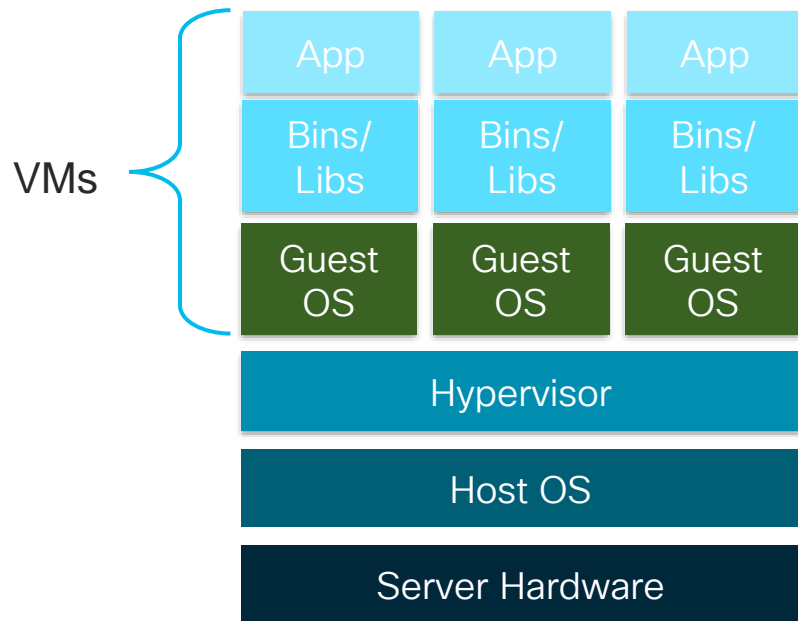 App
App
App
Bins/
Libs
Bins/
Libs
Bins/
Libs
VMs
Guest
OS
Guest
OS
Guest
OS
Hypervisor
Host OS
Server Hardware